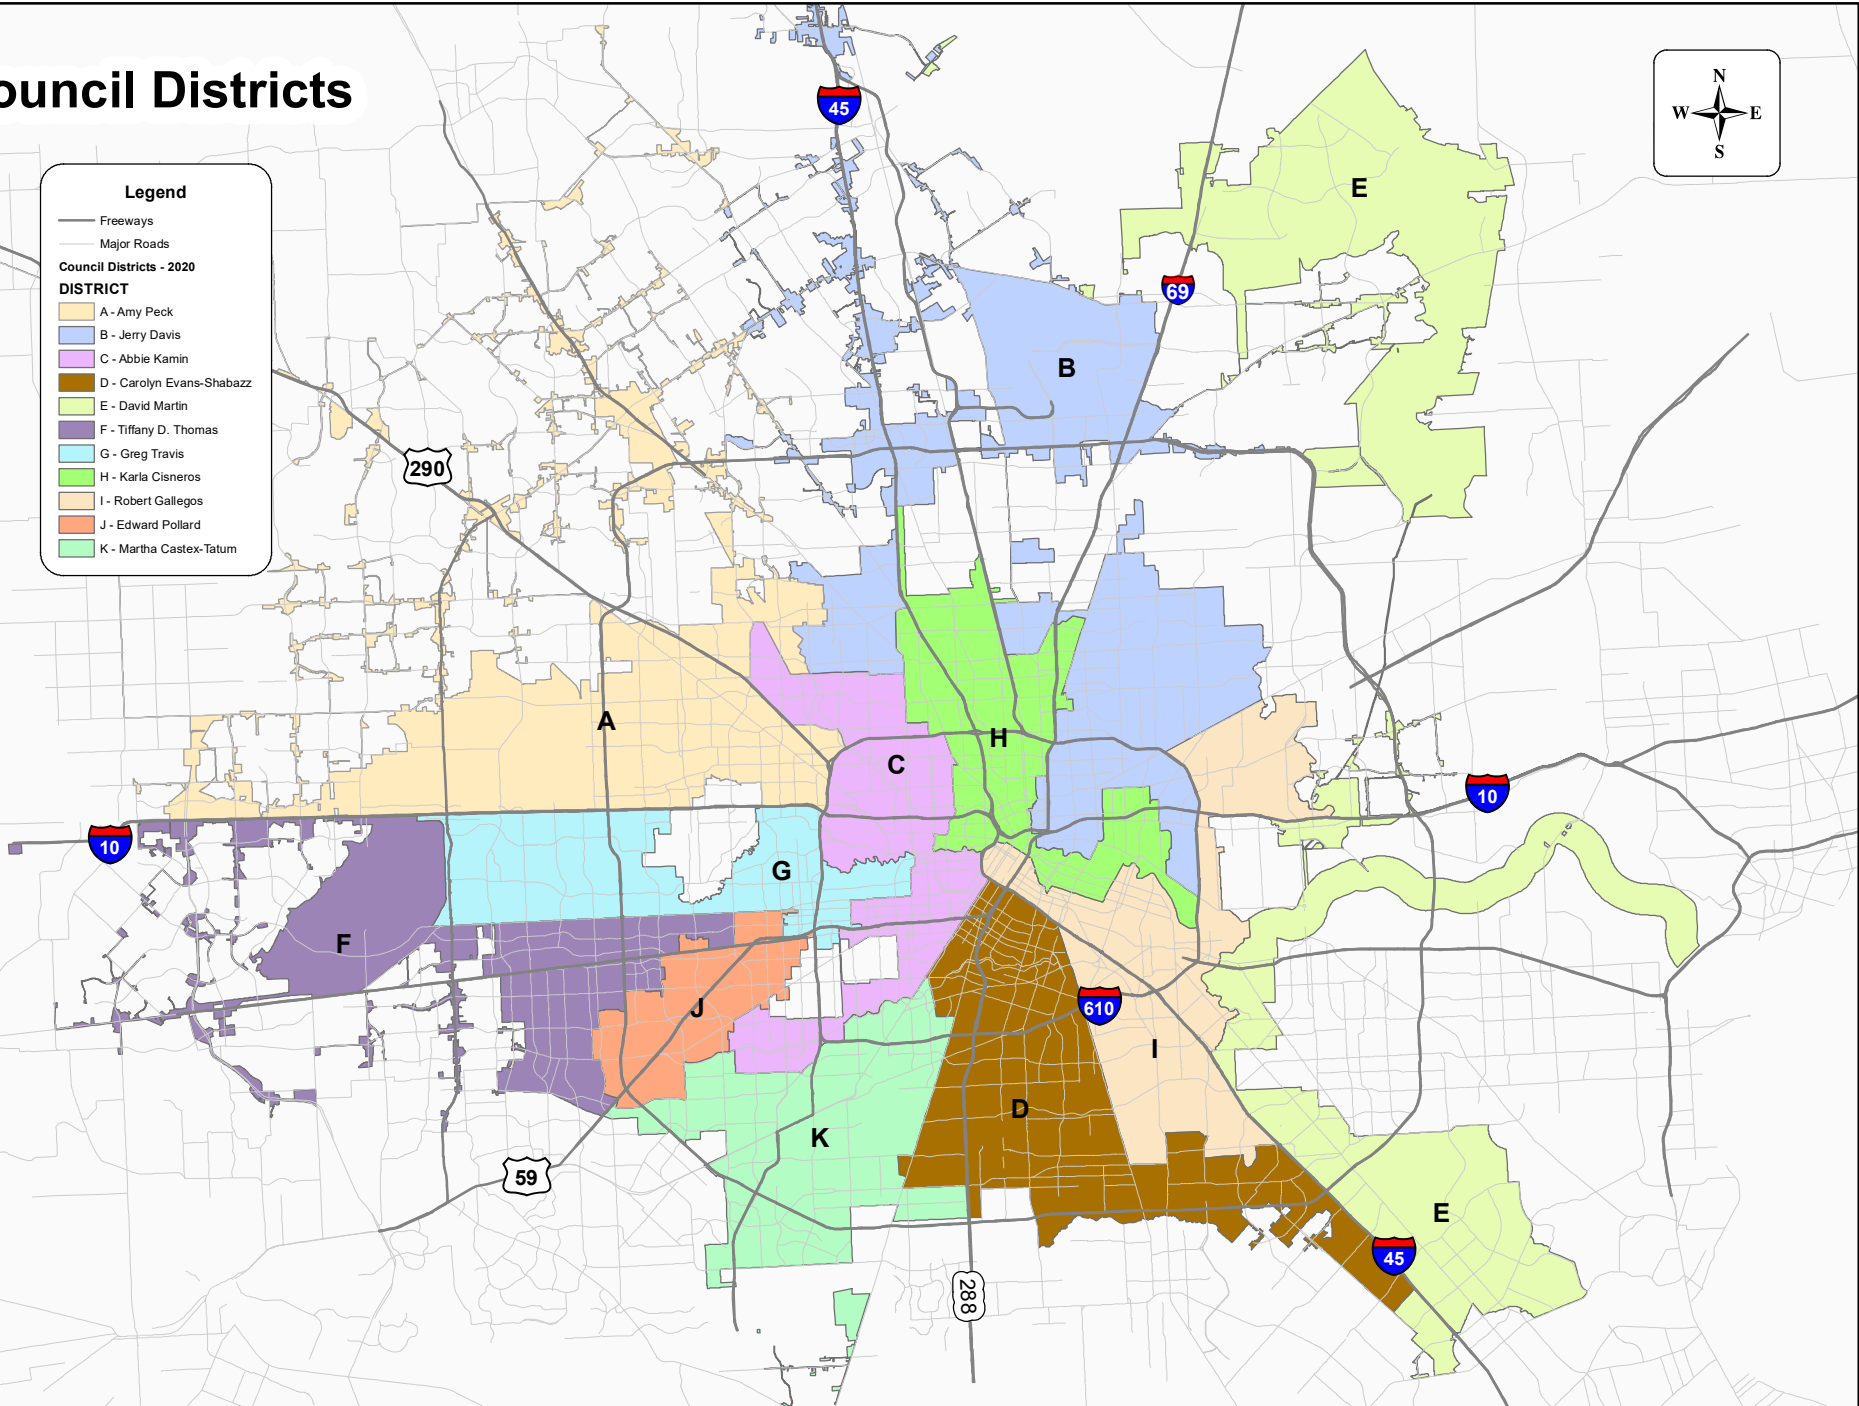 ouncil Districts
N
W E
S
Legend
Freeways
Major Roads
Council Districts - 2020
DISTRICT
A - Amy Peck
B - Jerry Davis
C - Abbie Kamin
D - Carolyn Evans-Shabazz
E - David Martin
F - Tiffany D. Thomas
G - Greg Travis
H - Karla Cisneros
I - Robert Gallegos
J - Edward Pollard
K - Martha Castex-Tatum
45
E
69
B
290
A
H
C
10
10
G
F
J
610
I
D
K
59
E
45
288